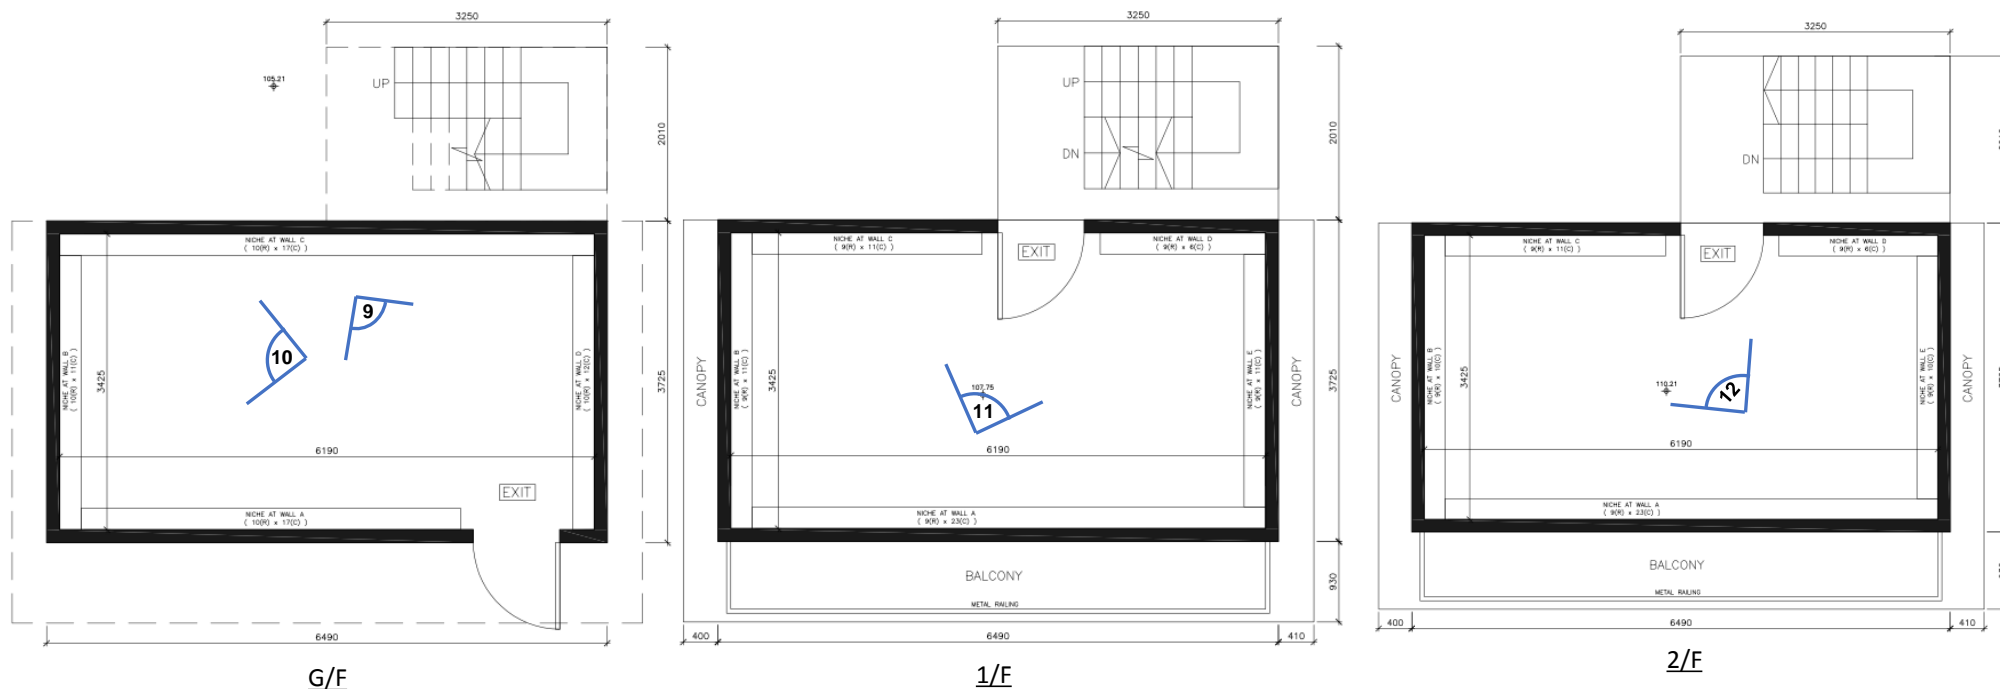 3250
105.21
UP
2010
NICHE AT WALL C
( 10(R) x 17(C) )
9
10
NICHE AT WALL B
( 10(R) x 11(C) )
3425
NICHE AT WALL D
( 10(R) x 12(C) )
3725
6190
EXIT
NICHE AT WALL A
( 10(R) x 17(C) )
6490
G/F
3250
UP
DN
2010
NICHE AT WALL C
( 9(R) x 11(C) )
EXIT
NICHE AT WALL D
( 9(R) x 6(C) )
CANOPY
NICHE AT WALL B
( 9(R) x 11(C) )
3425
107.75
11
NICHE AT WALL E
( 9(R) x 11(C) )
CANOPY
3725
6190
NICHE AT WALL A
( 9(R) x 23(C) )
BALCONY
METAL RAILING
930
400
6490
410
1/F
3250
DN
NICHE AT WALL C
( 9(R) x 11(C) )
EXIT
NICHE AT WALL D
( 9(R) x 6(C) )
CANOPY
NICHE AT WALL B
( 9(R) x 10(C) )
3425
110.21
12
NICHE AT WALL E
( 9(R) x 10(C) )
CANOPY
6190
NICHE AT WALL A
( 9(R) x 23(C) )
BALCONY
METAL RAILING
400
6490
410
2/F